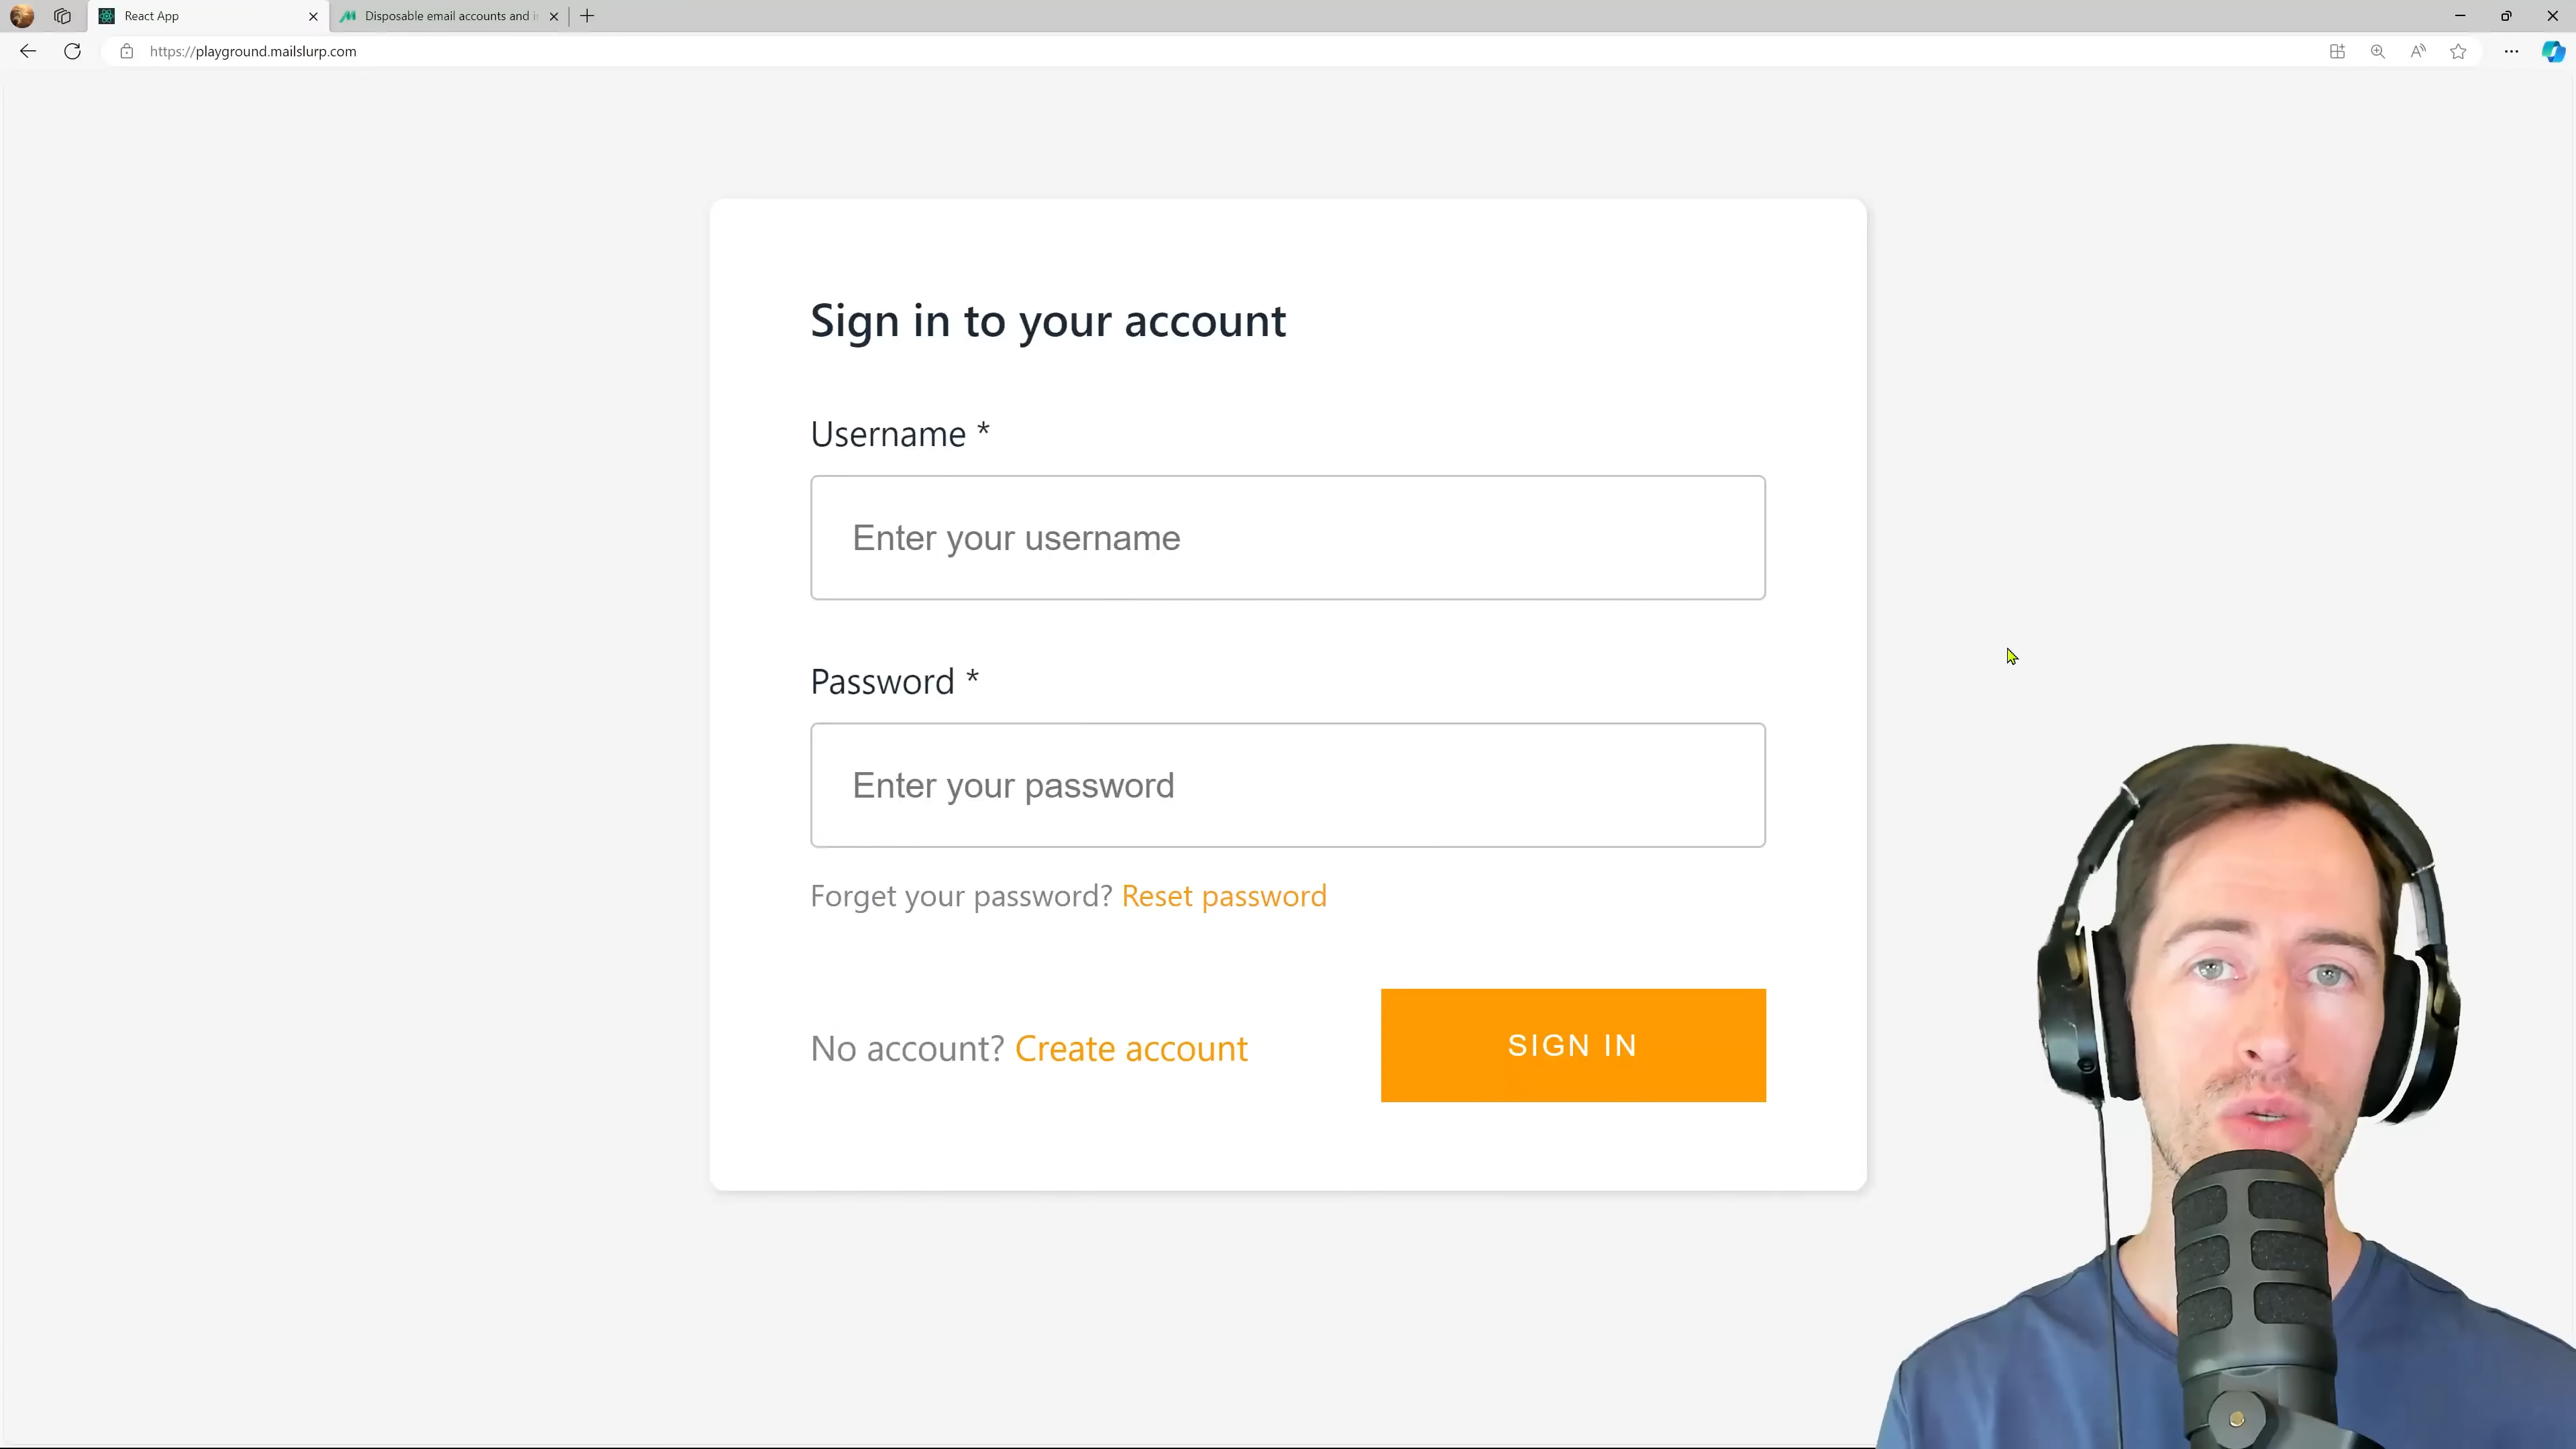 React App
Disposable email accounts and i
https://playground.mailslurp.com
Sign in to your account
Username *
Enter your username
Password *
Enter your password
Forget your password? Reset password
No account? Create account
SIGN IN